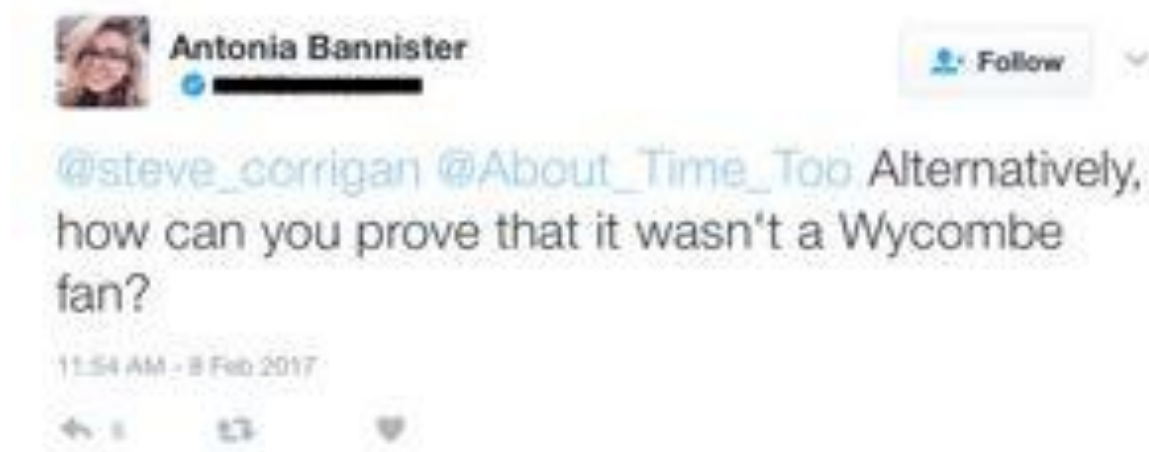 Antonia Bannister
Follow
@steve_corrigan @About_Time_Too Alternatively,
how can you prove that it wasn't a Wycombe
fan?
11:54 AM - 8 Feb 2017